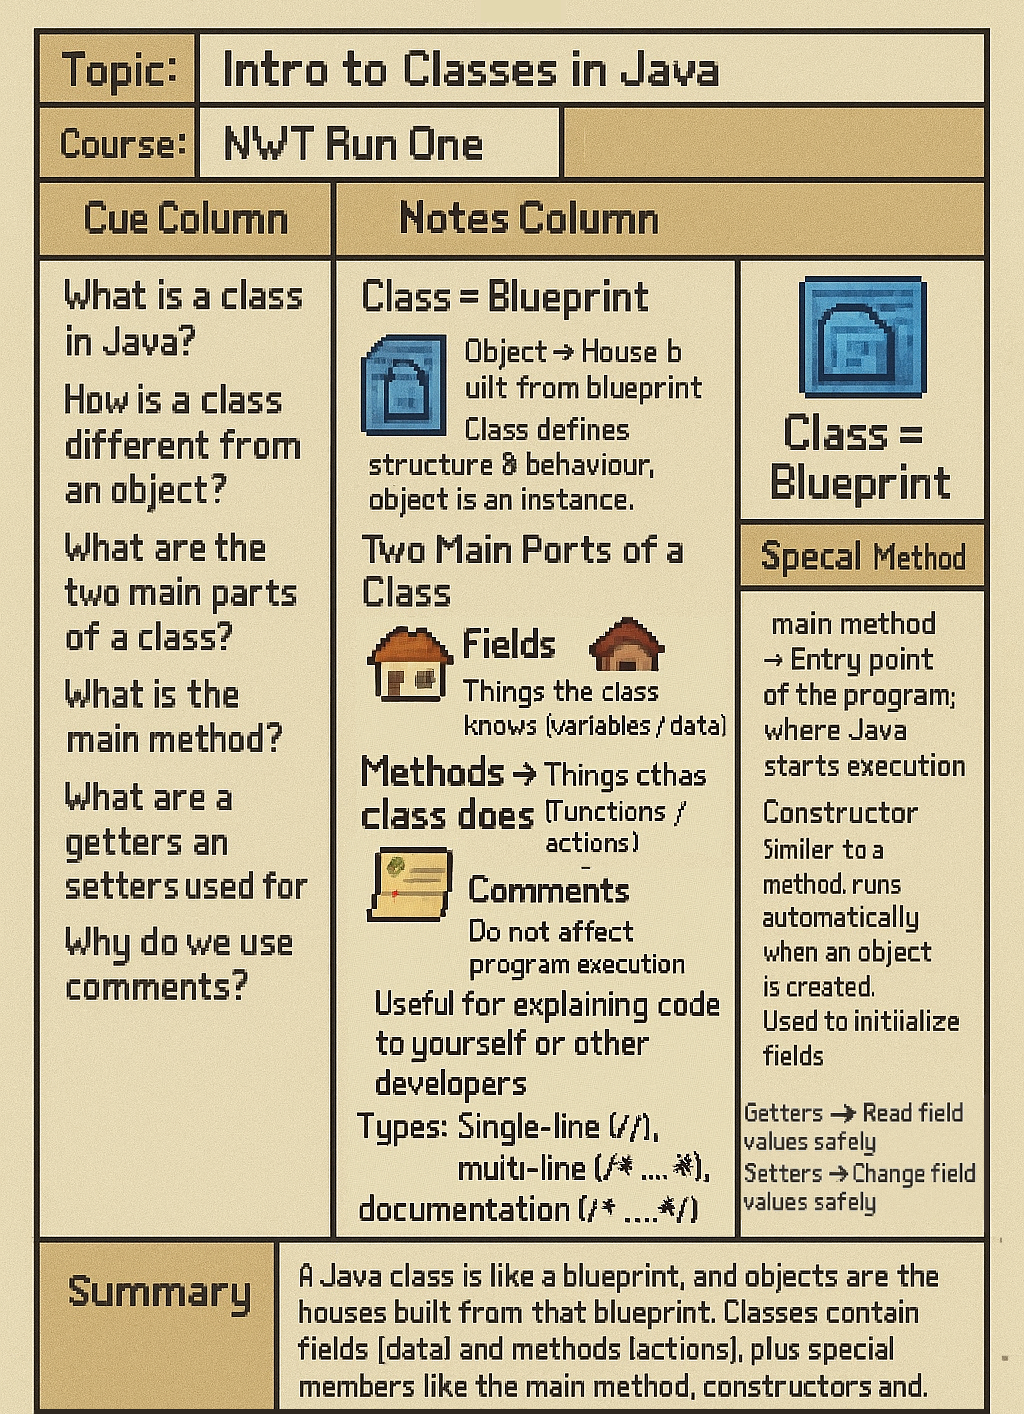 Topic:
Intro to Classes in Java
Course:
NWT Run One
Cue Column
Notes Column
What is a class
in Java?
How is a class
different from
an object?
What are the
two main parts
of a class?
What is the
main method?
What are a
getters an
setters used for
Why do we use
comments?
Class = Blueprint
Object → House b
uilt from blueprint
Class defines
structure & behaviour,
object is an instance.
Two Main Ports of a
Class
Fields
Things the class
knows (variables / data)
Methods → Things cthas
class does (Tunctions /
actions)
Comments
Do not affect
program execution
Useful for explaining code
to yourself or other
developers
Types: Single-line (//),
muiti-line (/* .... *),
documentation (/* ....*/)
Class =
Blueprint
Specal Method
main method
→ Entry point
of the program;
where Java
starts execution
Constructor
Similer to a
method. runs
automatically
when an object
is created.
Used to initiialize
fields
Getters → Read field
values safely
Setters → Change field
values safely
Summary
A Java class is like a blueprint, and objects are the
houses built from that blueprint. Classes contain
fields [data] and methods [actions], plus special
members like the main method, constructors and.